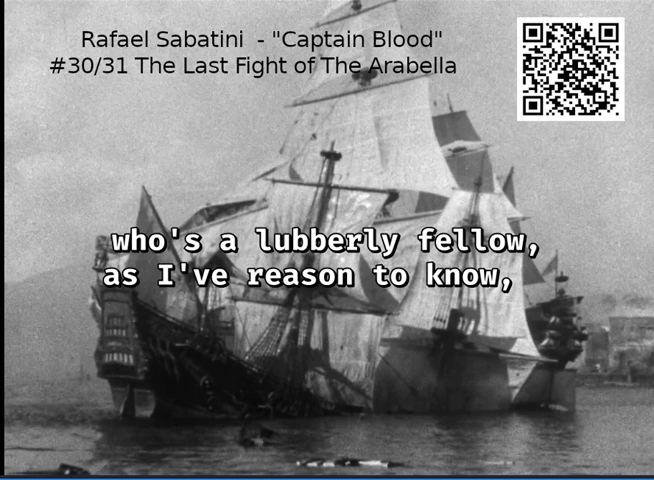 Rafael Sabatini - "Captain Blood"
#30/31 The Last Fight of The Arabella
who's a lubberly fellow,
as I've reason to know,